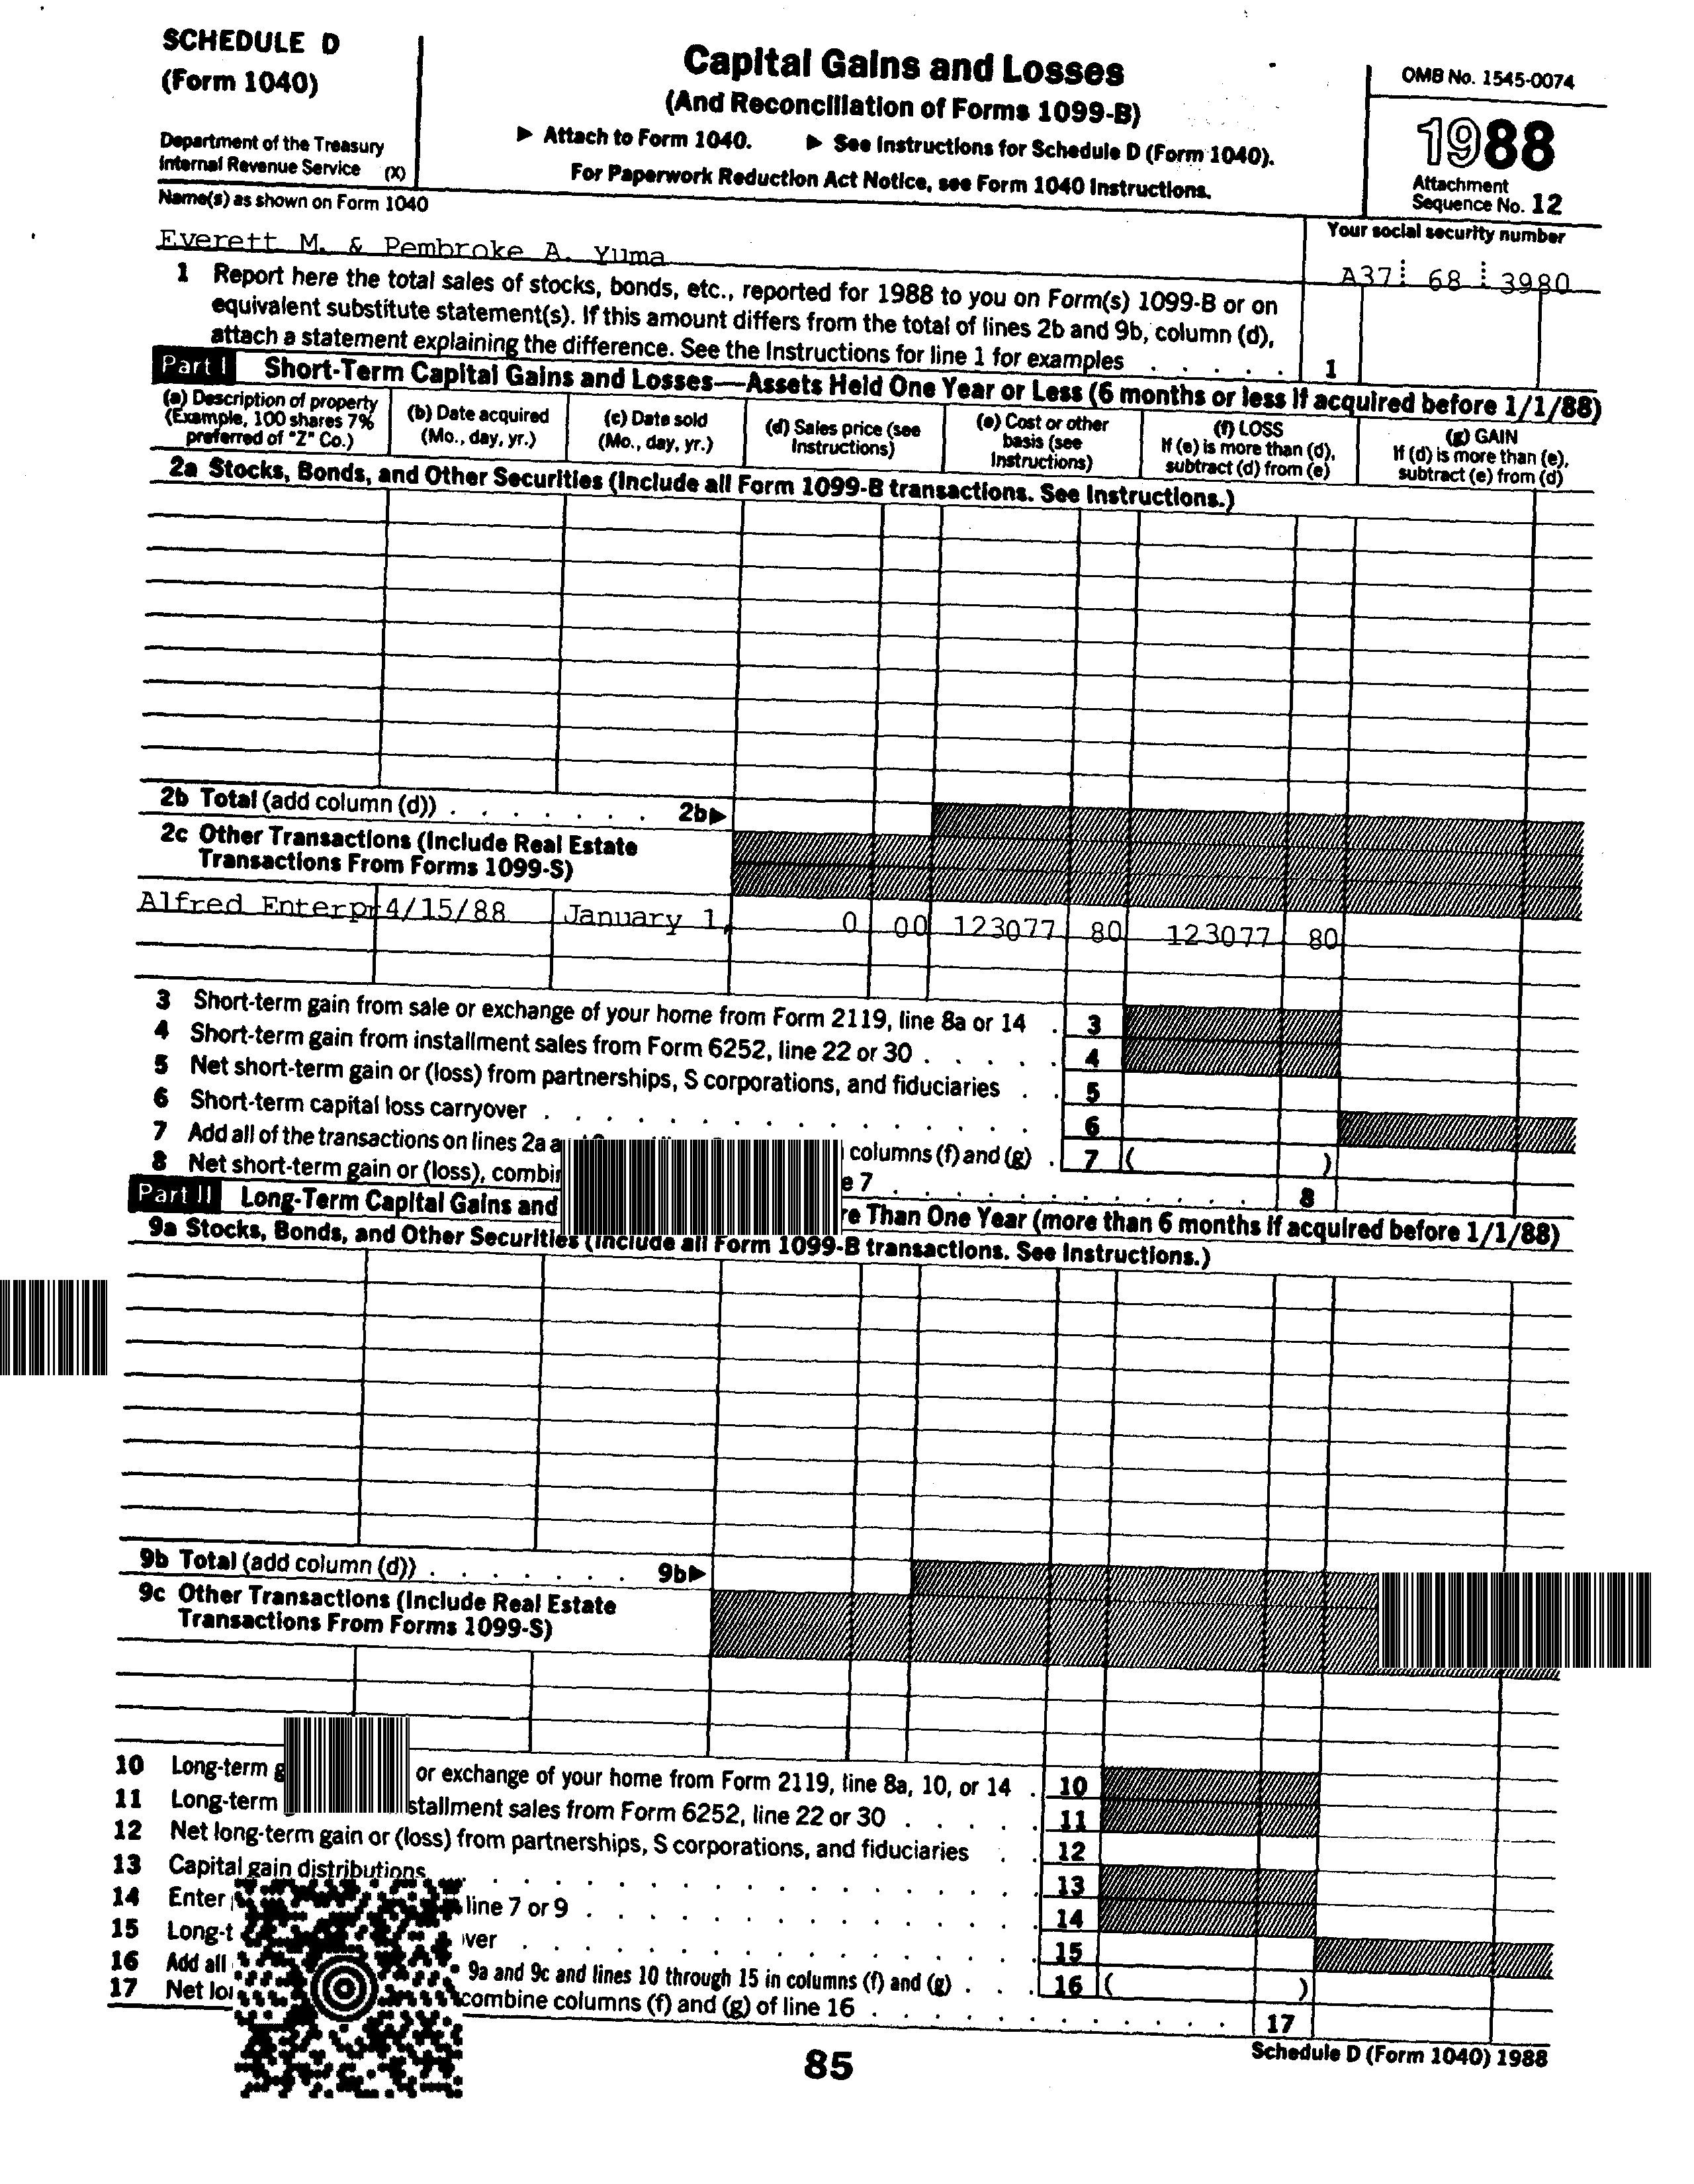 SCHEDULE D
(Form 1040)
Department of the Treasury
Internal Revenue Service (X)
Capital Gains and Losses
(And Reconciliation of Forms 1099-B)
▶ Attach to Form 1040. ▶ See Instructions for Schedule D (Form 1040).
For Paperwork Reduction Act Notice, see Form 1040 Instructions.
OMB No. 1545-0074
1988
Attachment
Sequence No. 12
Name(s) as shown on Form 1040
Everett M. & Pembroke A. Yuma
Your social security number
A37 68 3980
1 Report here the total sales of stocks, bonds, etc., reported for 1988 to you on Form(s) 1099-B or on
equivalent substitute statement(s). If this amount differs from the total of lines 2b and 9b, column (d),
attach a statement explaining the difference. See the Instructions for line 1 for examples . . . . . 1
Part I Short-Term Capital Gains and Losses—Assets Held One Year or Less (6 months or less if acquired before 1/1/88)
(a) Description of property
(Example, 100 shares 7%
preferred of "Z" Co.)
(b) Date acquired
(Mo., day, yr.)
(c) Date sold
(Mo., day, yr.)
(d) Sales price (see
Instructions)
(e) Cost or other
basis (see
Instructions)
(f) LOSS
If (e) is more than (d),
subtract (d) from (e)
(g) GAIN
If (d) is more than (e),
subtract (e) from (d)
2a Stocks, Bonds, and Other Securities (Include all Form 1099-B transactions. See Instructions.)
2b Total (add column (d)) . . . . . . . 2b▶
2c Other Transactions (Include Real Estate
Transactions From Forms 1099-S)
Alfred Enterpr 4/15/88 January 1, 0 00 123077 80 123077 80
3 Short-term gain from sale or exchange of your home from Form 2119, line 8a or 14 . 3
4 Short-term gain from installment sales from Form 6252, line 22 or 30 . . . . . 4
5 Net short-term gain or (loss) from partnerships, S corporations, and fiduciaries . . 5
6 Short-term capital loss carryover . . . . . . . . . . . . . 6
7 Add all of the transactions on lines 2a columns (f) and (g) . 7 ( )
8 Net short-term gain or (loss), 7 . . . . . . . . . . . . . 8
Part II Long-Term Capital Gains and Than One Year (more than 6 months if acquired before 1/1/88)
9a Stocks, Bonds, and Other Securities (Include all Form 1099-B transactions. See Instructions.)
9b Total (add column (d)) . . . . . . . 9b▶
9c Other Transactions (Include Real Estate
Transactions From Forms 1099-S)
10 Long-term or exchange of your home from Form 2119, line 8a, 10, or 14 . 10
11 Long-term sales from Form 6252, line 22 or 30 . . . . . 11
12 Net long-term gain or (loss) from partnerships, S corporations, and fiduciaries . . 12
13 Capital gain distributions . . . . . . . . . . . . . 13
14 Enter line 7 or 9 . . . . . . . . . . . . 14
15 . . . . . . . . . . . . . 15
16 Add all 9a and 9c and lines 10 through 15 in columns (f) and (g) . . . 16 ( )
17 Net combine columns (f) and (g) of line 16 . . . . . . . . . . . . 17
85
Schedule D (Form 1040) 1988